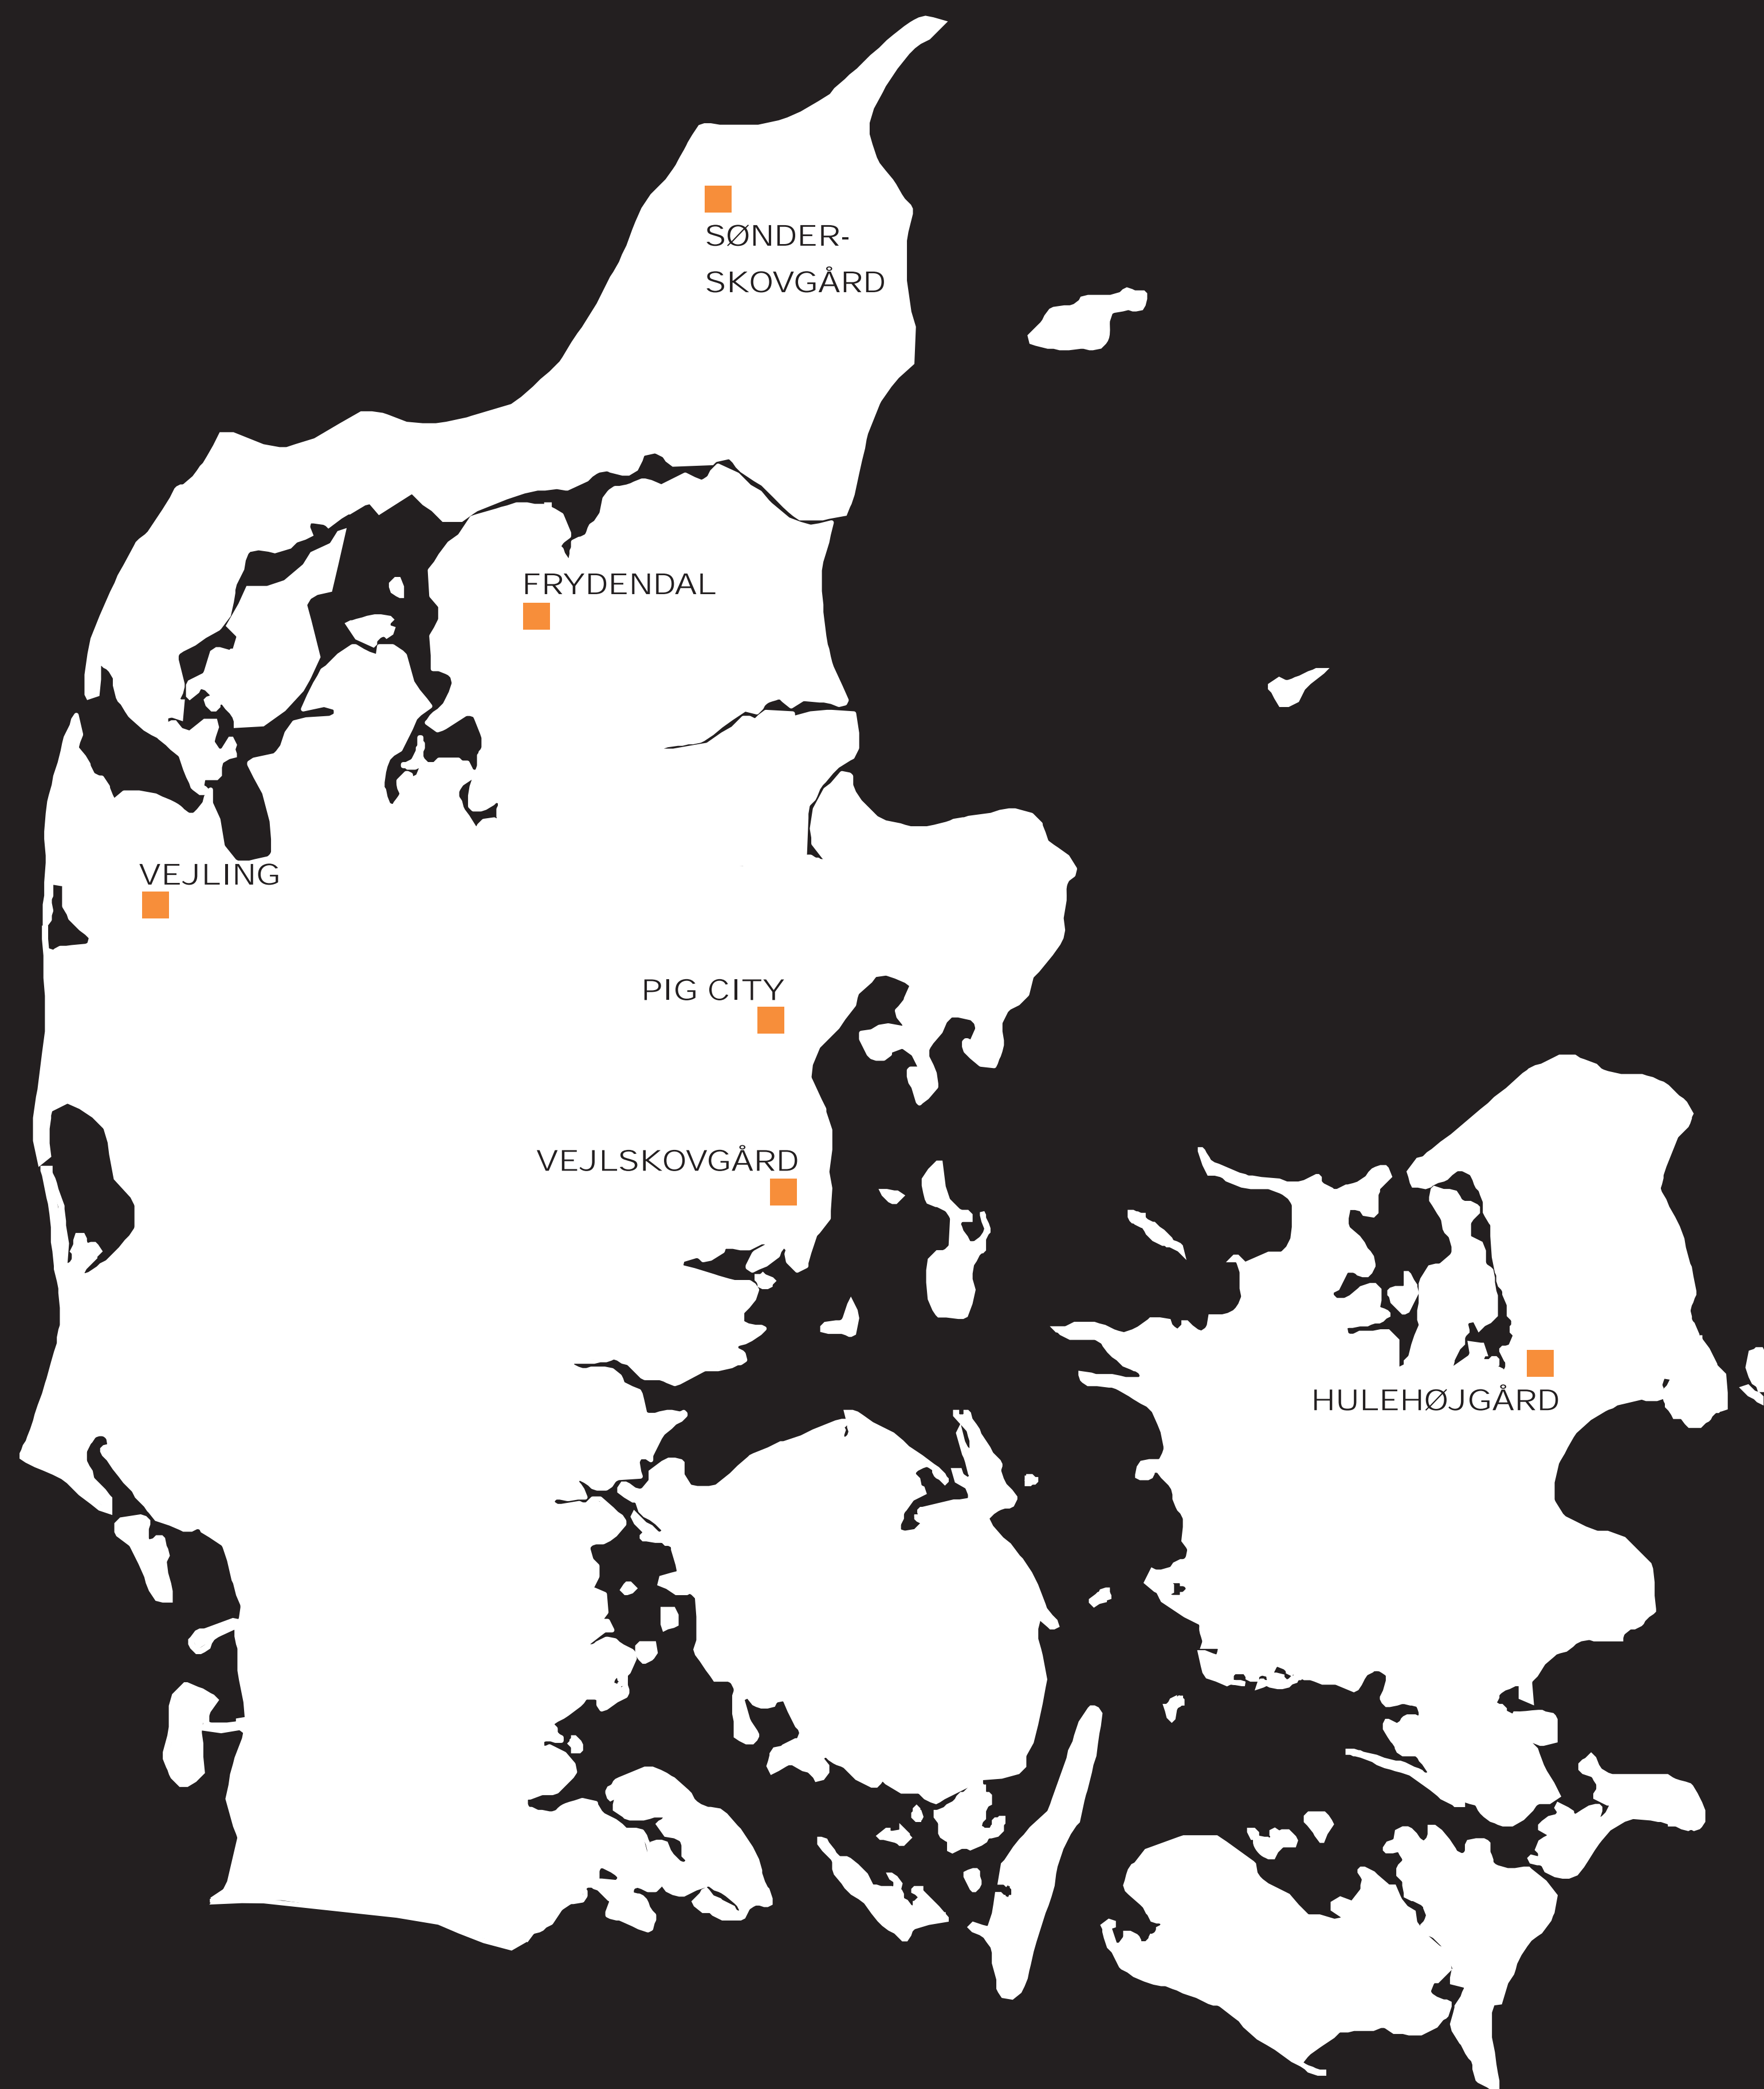 SØNDER-
SKOVGÅRD
FRYDENDAL
VEJLING
PIG CITY
VEJLSKOVGÅRD
HULEHØJGÅRD